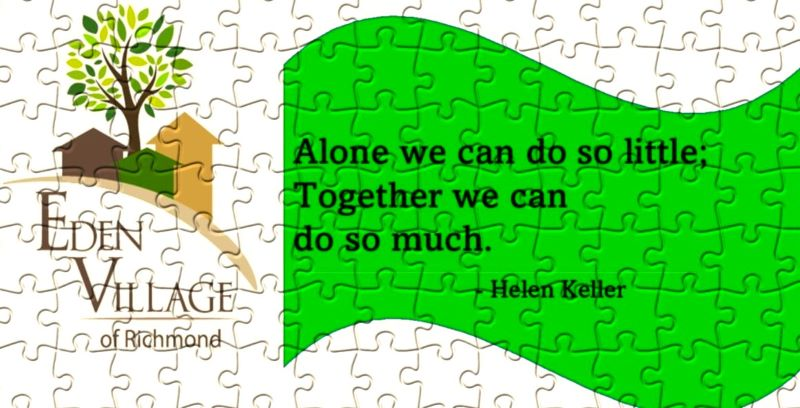 EDEN
VILLAGE
of Richmond
Alone we can do so little;
Together we can
do so much.
- Helen Keller